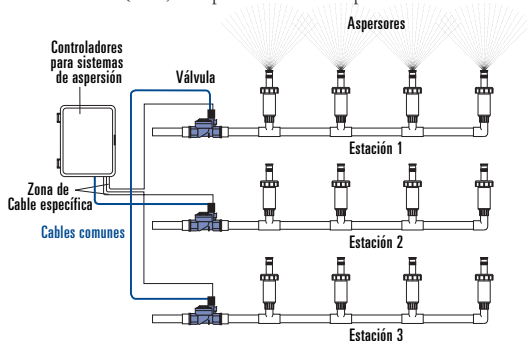 Aspersores
Controladores
para sistemas
de aspersión
Válvula
Estación 1
Zona de
Cable específica
Cables comunes
Estación 2
Estación 3